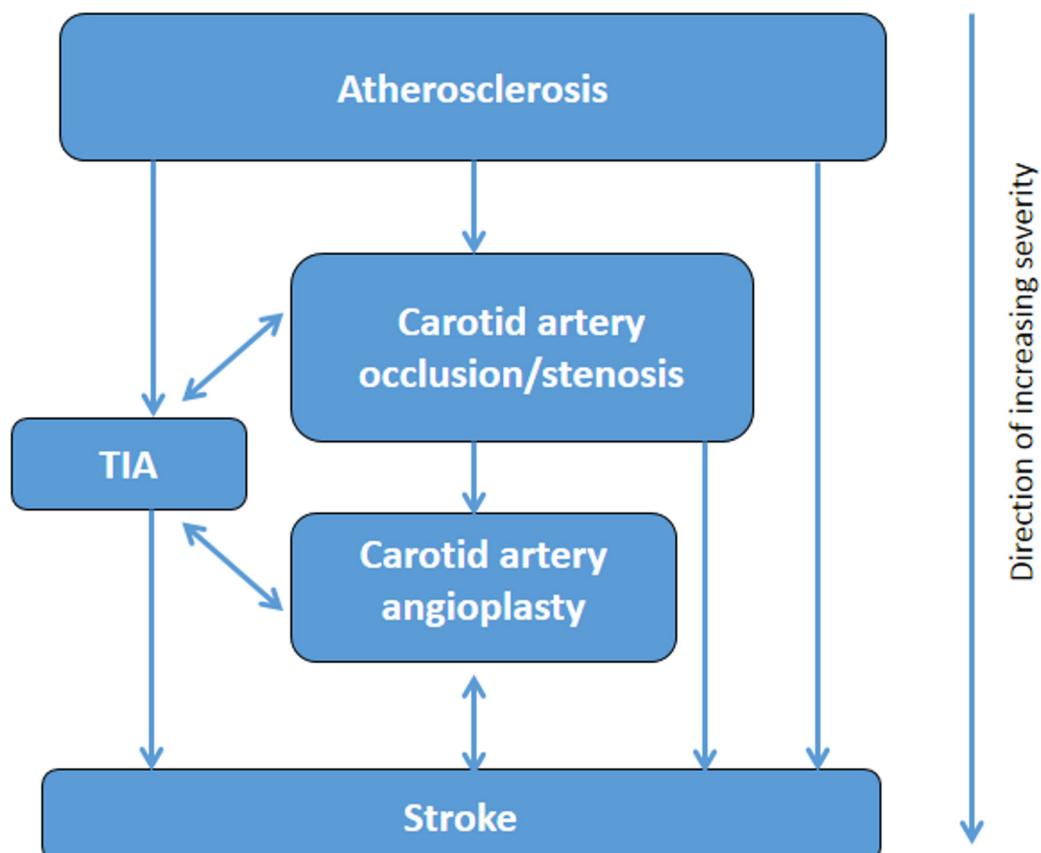 Atherosclerosis
Carotid artery
occlusion/stenosis
TIA
Carotid artery
angioplasty
Stroke
Direction of increasing severity